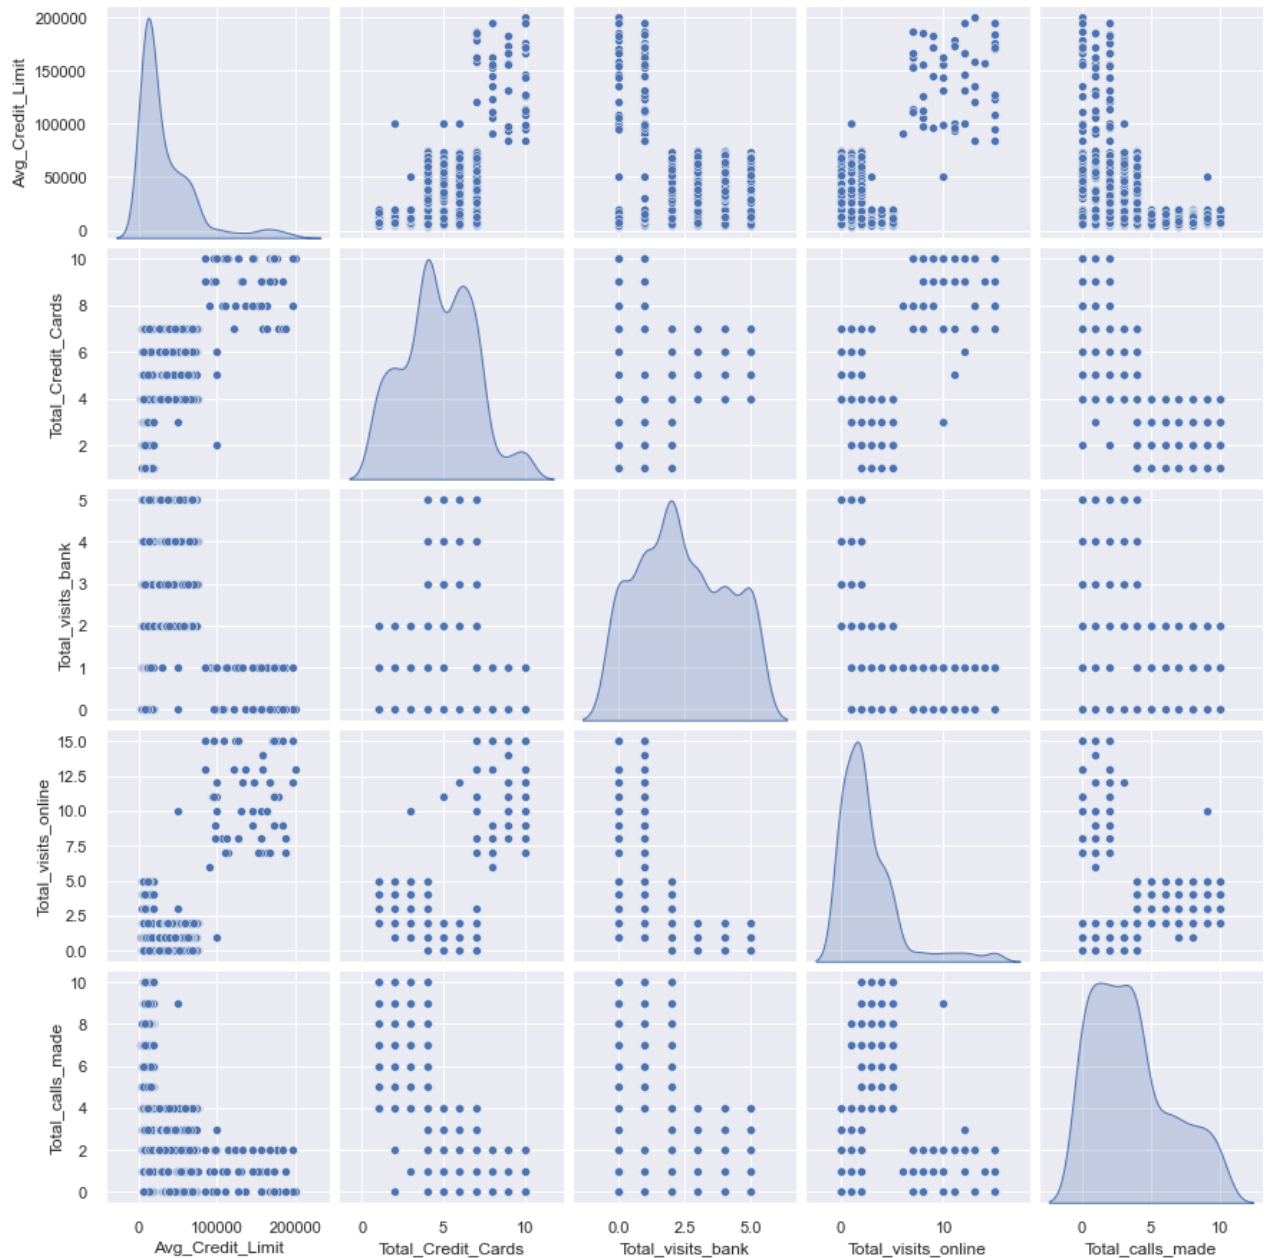 Avg_Credit_Limit
200000
150000
100000
50000
0
Total_Credit_Cards
10
8
6
4
2
Total_visits_bank
5
4
3
2
1
0
Total_visits_online
15.0
12.5
10.0
7.5
5.0
2.5
0.0
Total_calls_made
10
8
6
4
2
0
0 100000 200000
0 5 10
0.0 2.5 5.0
0 10
0 5 10
Avg_Credit_Limit
Total_Credit_Cards
Total_visits_bank
Total_visits_online
Total_calls_made